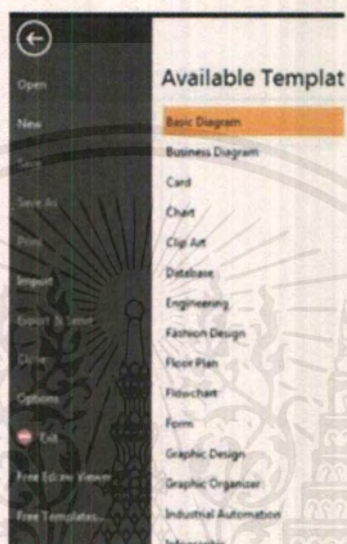 Available Templat
Open
New
Save
Save As
Print
Import
Export & Send
Close
Options
Exit
Free Edraw Viewer
Free Templates...
Basic Diagram
Business Diagram
Card
Chart
Clip Art
Database
Engineering
Fashion Design
Floor Plan
Flowchart
Form
Graphic Design
Graphic Organizer
Industrial Automation
Infographic